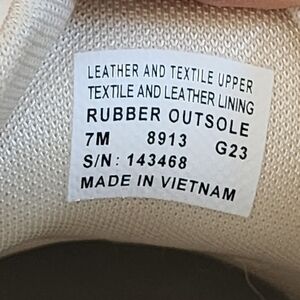 LEATHER AND TEXTILE UPPER
TEXTILE AND LEATHER LINING
RUBBER OUTSOLE
7M 8913 G23
S/N: 143468
MADE IN VIETNAM